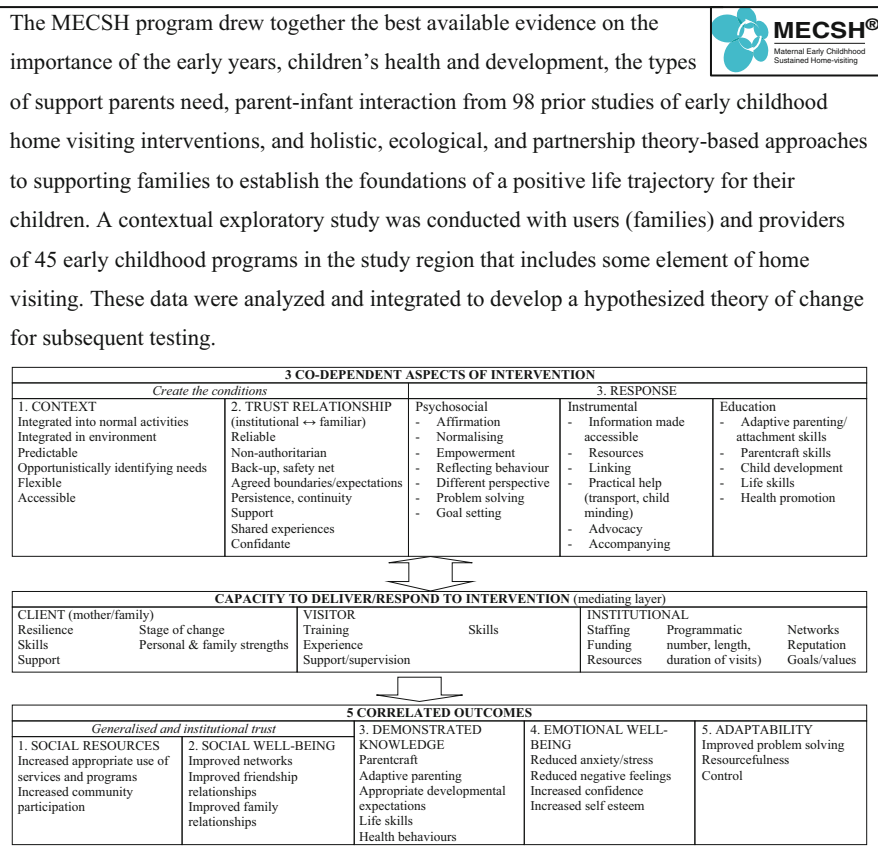 The MECSH program drew together the best available evidence on the
MECSH®
Maternal Early Childhhood
Sustained Home-visiting
importance of the early years, children's health and development, the types
of support parents need, parent-infant interaction from 98 prior studies of early childhood
home visiting interventions, and holistic, ecological, and partnership theory-based approaches
to supporting families to establish the foundations of a positive life trajectory for their
children. A contextual exploratory study was conducted with users (families) and providers
of 45 early childhood programs in the study region that includes some element of home
visiting. These data were analyzed and integrated to develop a hypothesized theory of change
for subsequent testing.
3 CO-DEPENDENT ASPECTS OF INTERVENTION
Create the conditions
3. RESPONSE
1. CONTEXT
Integrated into normal activities
Integrated in environment
Predictable
Opportunistically identifying needs
Flexible
Accessible
2. TRUST RELATIONSHIP
(institutional ↔ familiar)
Reliable
Non-authoritarian
Back-up, safety net
Agreed boundaries/expectations
Persistence, continuity
Support
Shared experiences
Confidante
Psychosocial
- Affirmation
- Normalising
- Empowerment
- Reflecting behaviour
- Different perspective
- Problem solving
- Goal setting
Instrumental
- Information made
accessible
- Resources
- Linking
- Practical help
(transport, child
minding)
- Advocacy
- Accompanying
Education
- Adaptive parenting/
attachment skills
- Parentcraft skills
- Child development
- Life skills
- Health promotion
CAPACITY TO DELIVER/RESPOND TO INTERVENTION (mediating layer)
CLIENT (mother/family)
Resilience
Skills
Support
Stage of change
Personal & family strengths
VISITOR
Training
Experience
Support/supervision
Skills
INSTITUTIONAL
Staffing
Funding
Resources
Programmatic
number, length,
duration of visits)
Networks
Reputation
Goals/values
5 CORRELATED OUTCOMES
Generalised and institutional trust
1. SOCIAL RESOURCES
Increased appropriate use of
services and programs
Increased community
participation
2. SOCIAL WELL-BEING
Improved networks
Improved friendship
relationships
Improved family
relationships
3. DEMONSTRATED
KNOWLEDGE
Parentcraft
Adaptive parenting
Appropriate developmental
expectations
Life skills
Health behaviours
4. EMOTIONAL WELL-
BEING
Reduced anxiety/stress
Reduced negative feelings
Increased confidence
Increased self esteem
5. ADAPTABILITY
Improved problem solving
Resourcefulness
Control